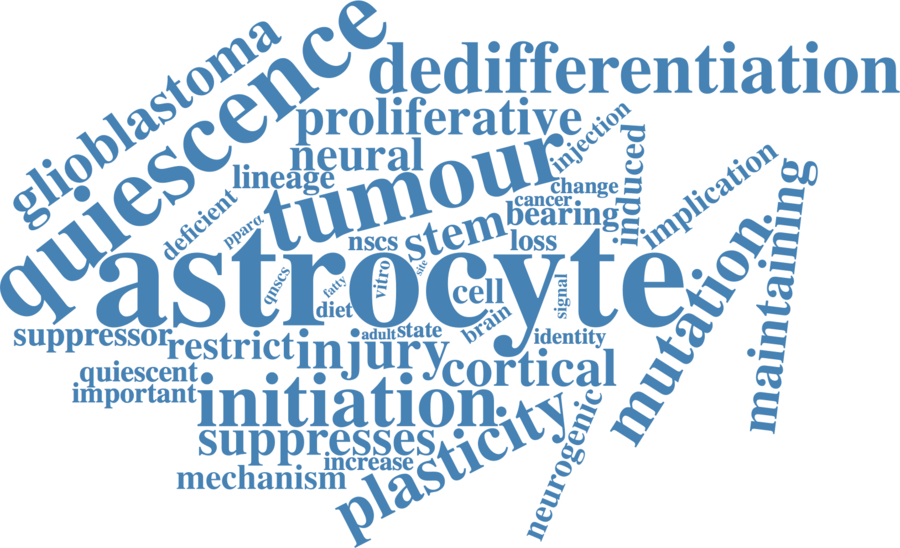 glioblastoma
quiescence
dedifferentiation
proliferative
injection
neural
lineage
tumour
induced
change
cancer
bearing
implication
deficient
pparα
nscs
stem
loss
astrocyte
maintaining
mutation
qnscs
fatty
vitro
site
cell
signal
diet
brain
suppressor
adult
state
identity
restrict
injury
cortical
quiescent
important
initiation
suppresses
plasticity
neurogenic
increase
mechanism